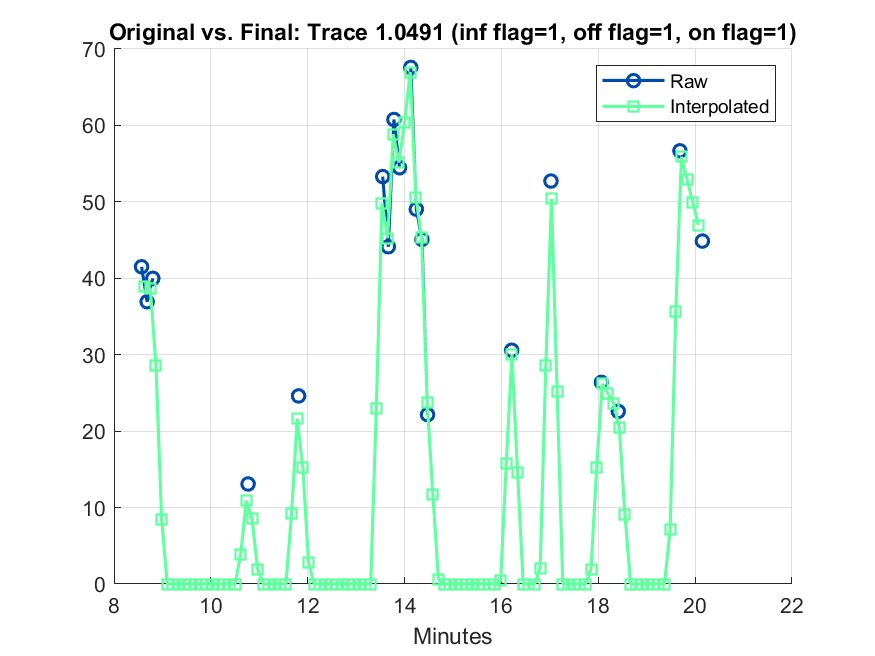 Original vs. Final: Trace 1.0491 (inf flag=1, off flag=1, on flag=1)
70
60
50
40
30
20
10
0
Raw
Interpolated
8 10 12 14 16 18 20 22
Minutes